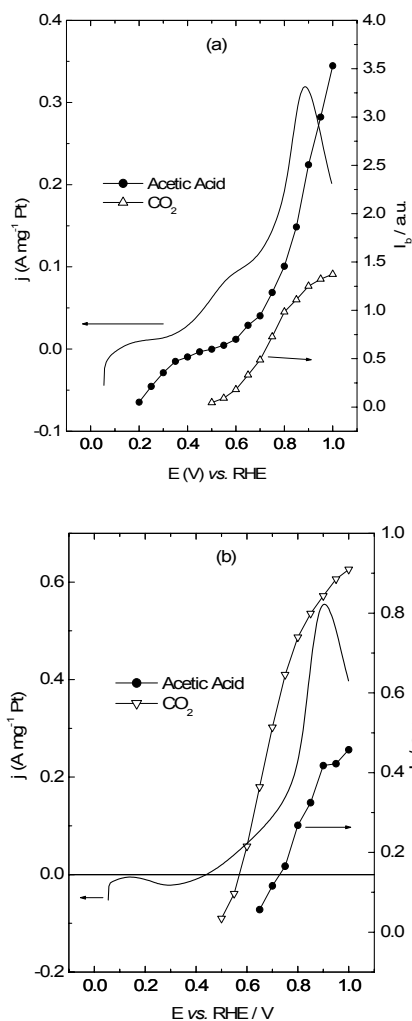 (a)
0.4
0.3
0.2
0.1
0.0
-0.1
j (A mg⁻¹ Pt)
4.0
3.5
3.0
2.5
2.0
1.5
1.0
0.5
0.0
I_b / a.u.
Acetic Acid
CO₂
0.0 0.2 0.4 0.6 0.8 1.0
E (V) vs. RHE
(b)
0.6
0.4
0.2
0.0
-0.2
j (A mg⁻¹ Pt)
1.0
0.8
0.6
0.4
0.2
0.0
Acetic Acid
CO₂
0.0 0.2 0.4 0.6 0.8 1.0
E vs. RHE / V